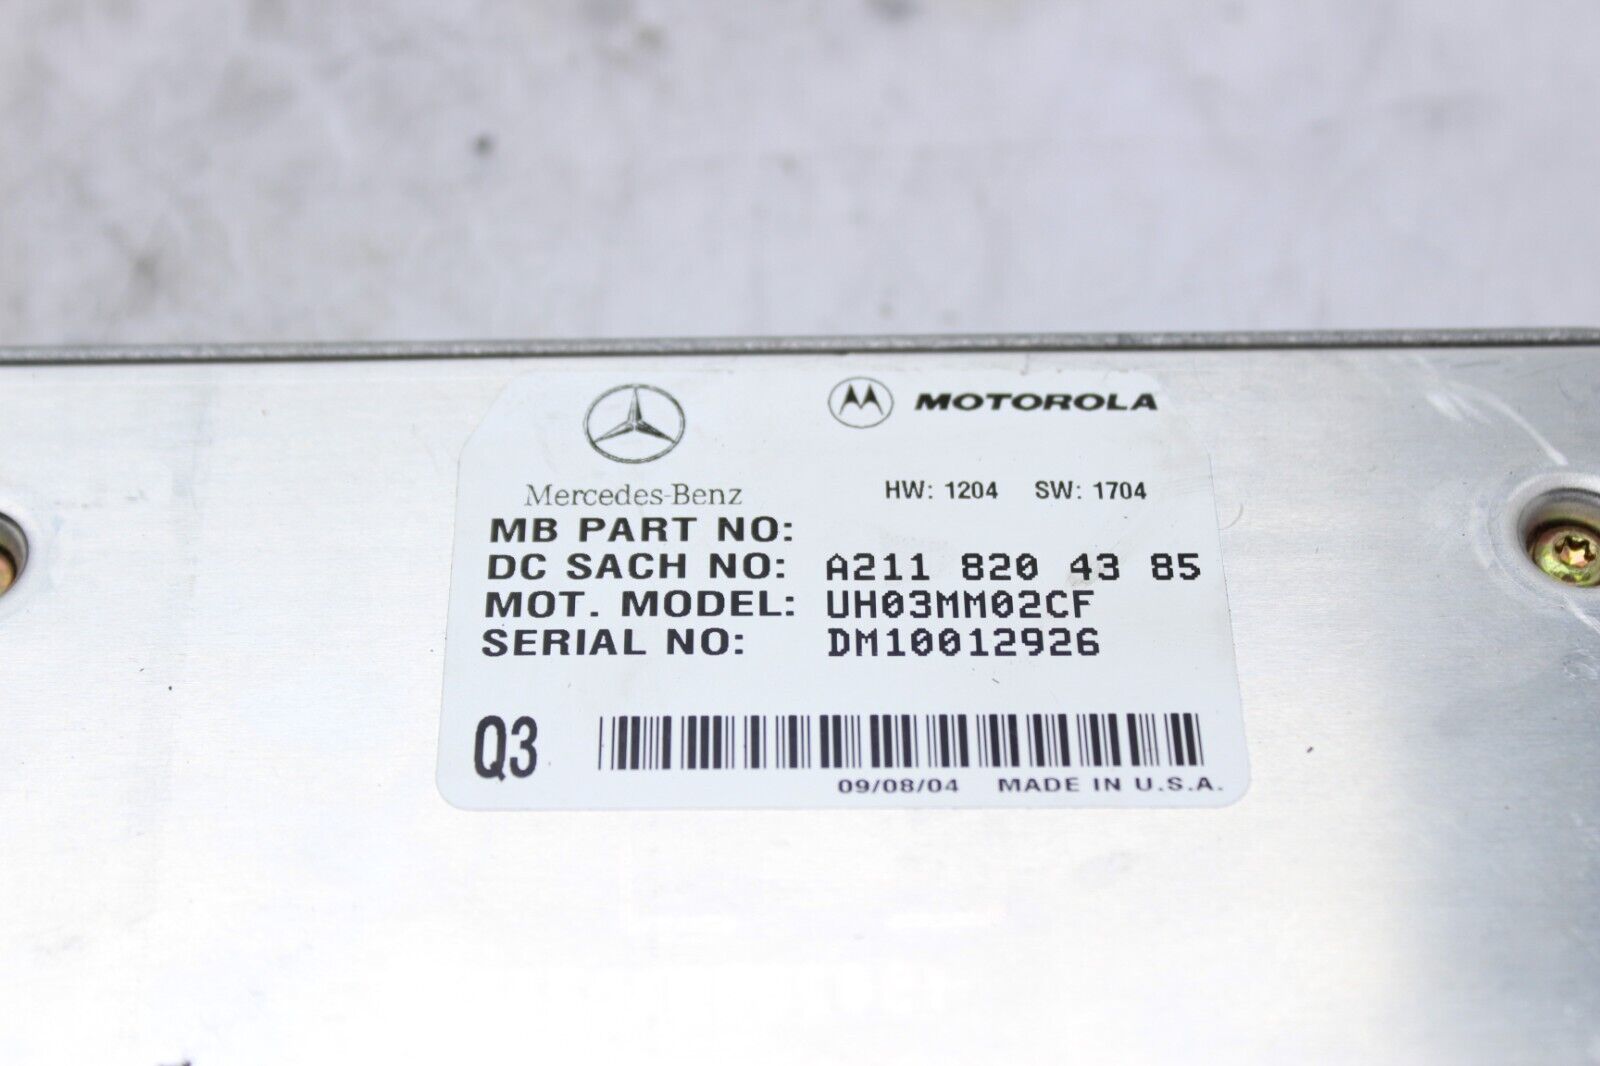 MOTOROLA
Mercedes-Benz
HW: 1204 SW: 1704
MB PART NO:
DC SACH NO: A211 820 43 85
MOT. MODEL: UH03MM02CF
SERIAL NO: DM10012926
Q3
09/08/04 MADE IN U.S.A.